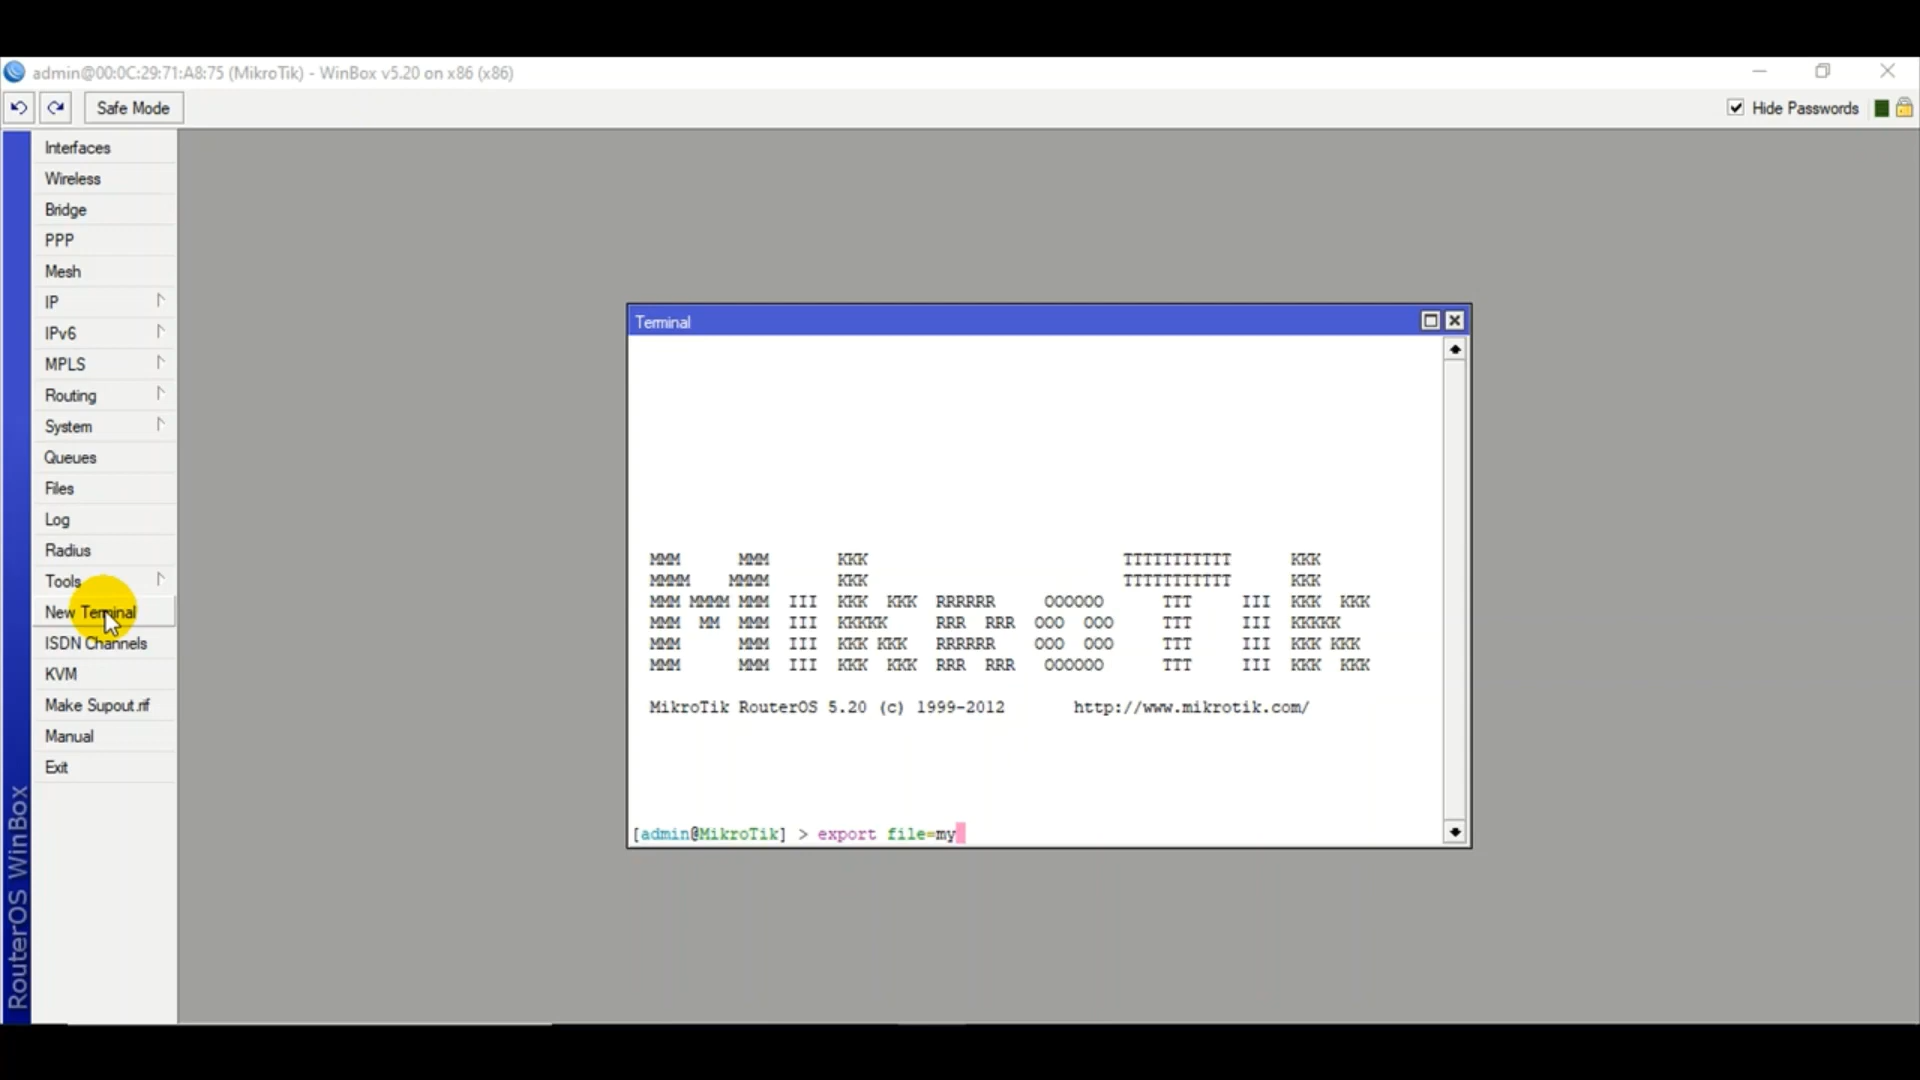 admin@00:0C:29:71:A8:75 (MikroTik) - WinBox v5.20 on x86 (x86)
Safe Mode
Hide Passwords
Interfaces
Wireless
Bridge
PPP
Mesh
IP
IPv6
MPLS
Routing
System
Queues
Files
Log
Radius
Tools
New Terminal
ISDN Channels
KVM
Make Supout.rif
Manual
Exit
RouterOS WinBox
Terminal
MMM      MMM       KKK                          TTTTTTTTTTT      KKK
MMMM    MMMM       KKK                          TTTTTTTTTTT      KKK
MMM MMMM MMM  III  KKK  KKK  RRRRRR     OOOOOO      TTT     III  KKK  KKK
MMM  MM  MMM  III  KKKKK     RRR  RRR  OOO  OOO     TTT     III  KKKKK
MMM      MMM  III  KKK KKK   RRRRRR    OOO  OOO     TTT     III  KKK KKK
MMM      MMM  III  KKK  KKK  RRR  RRR   OOOOOO      TTT     III  KKK  KKK
MikroTik RouterOS 5.20 (c) 1999-2012       http://www.mikrotik.com/
[admin@MikroTik] > export file=my